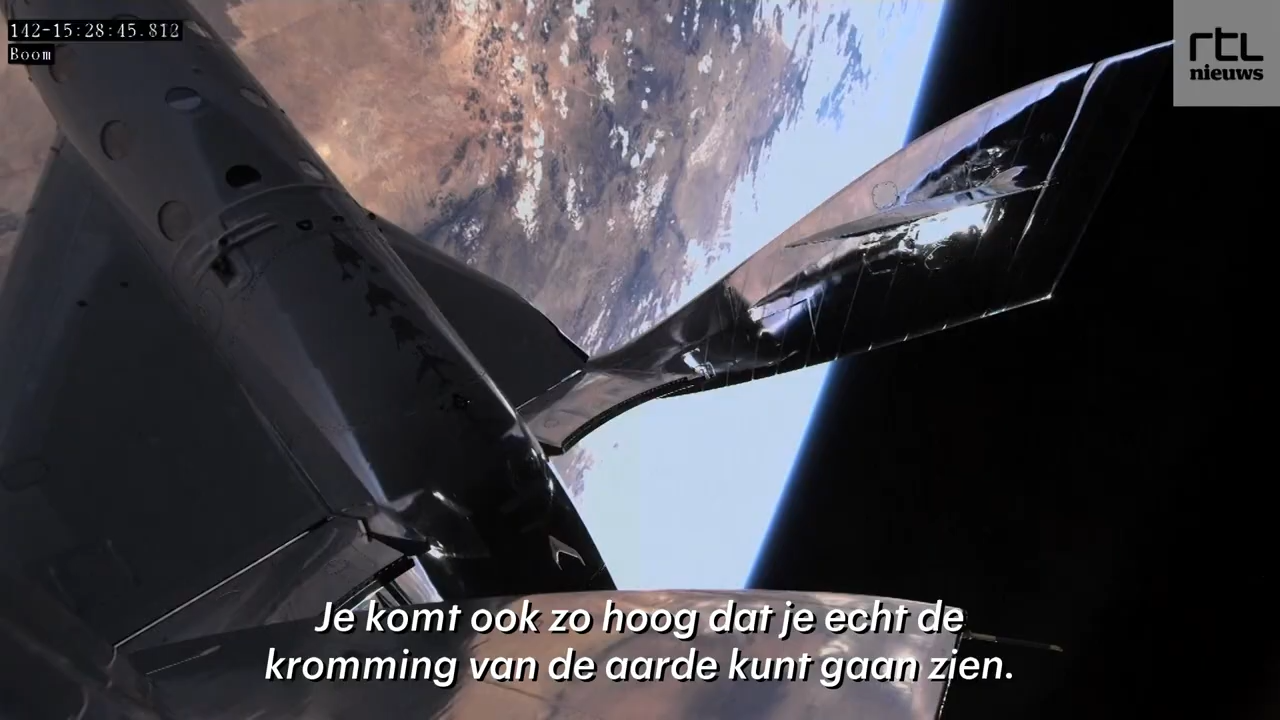 142-15:28:45.812
Boom
rtl
nieuws
Je komt ook zo hoog dat je echt de
kromming van de aarde kunt gaan zien.